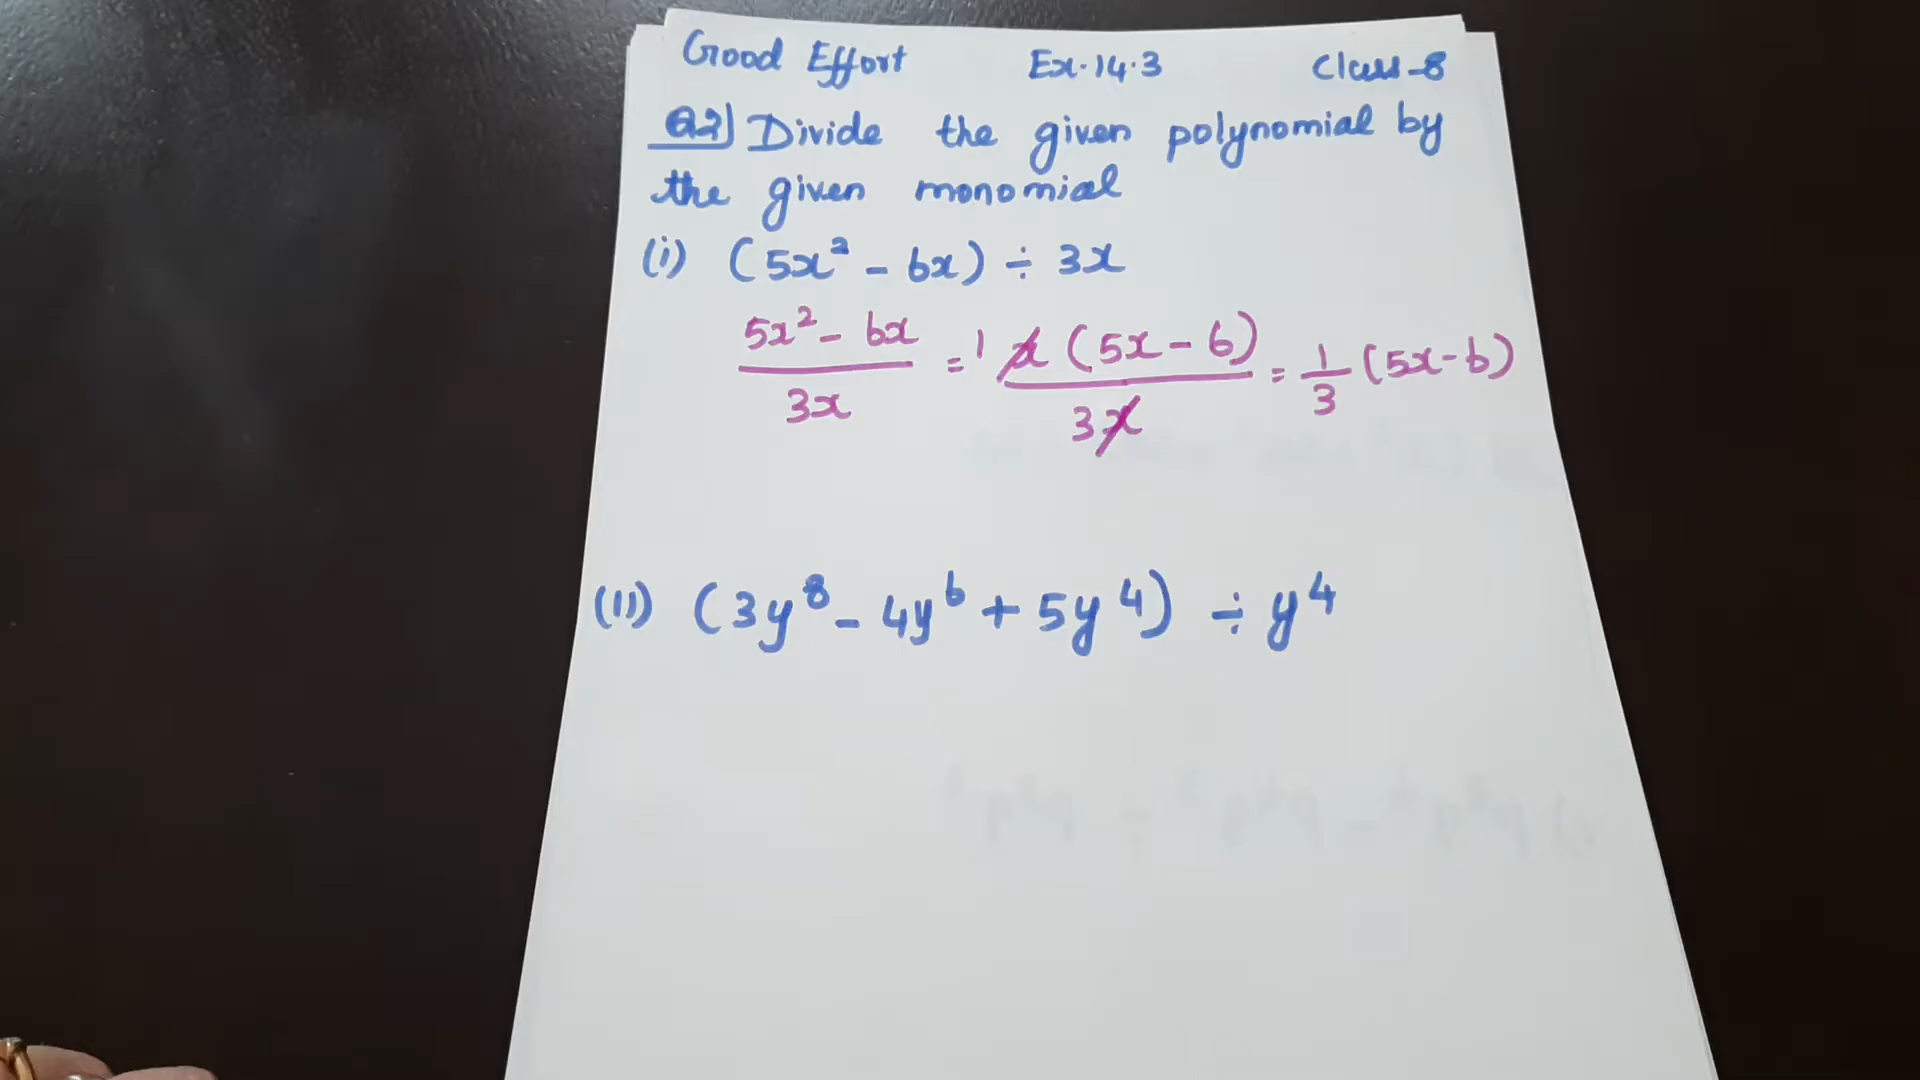 Good Effort Ex.14.3 Class-8
Q2) Divide the given polynomial by
the given monomial
(i) (5x² - 6x) ÷ 3x
5x² - 6x / 3x = 1 x (5x - 6) / 3x = 1/3 (5x - 6)
(ii) (3y⁸ - 4y⁶ + 5y⁴) ÷ y⁴